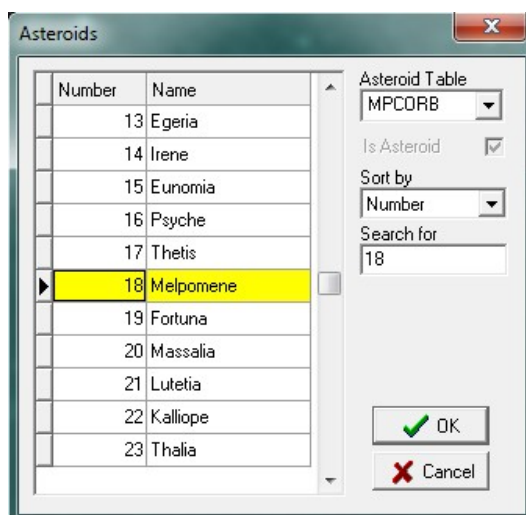 Asteroids
Number Name
13 Egeria
14 Irene
15 Eunomia
16 Psyche
17 Thetis
18 Melpomene
19 Fortuna
20 Massalia
21 Lutetia
22 Kalliope
23 Thalia
Asteroid Table
MPCORB
Is Asteroid
Sort by
Number
Search for
18
OK
Cancel